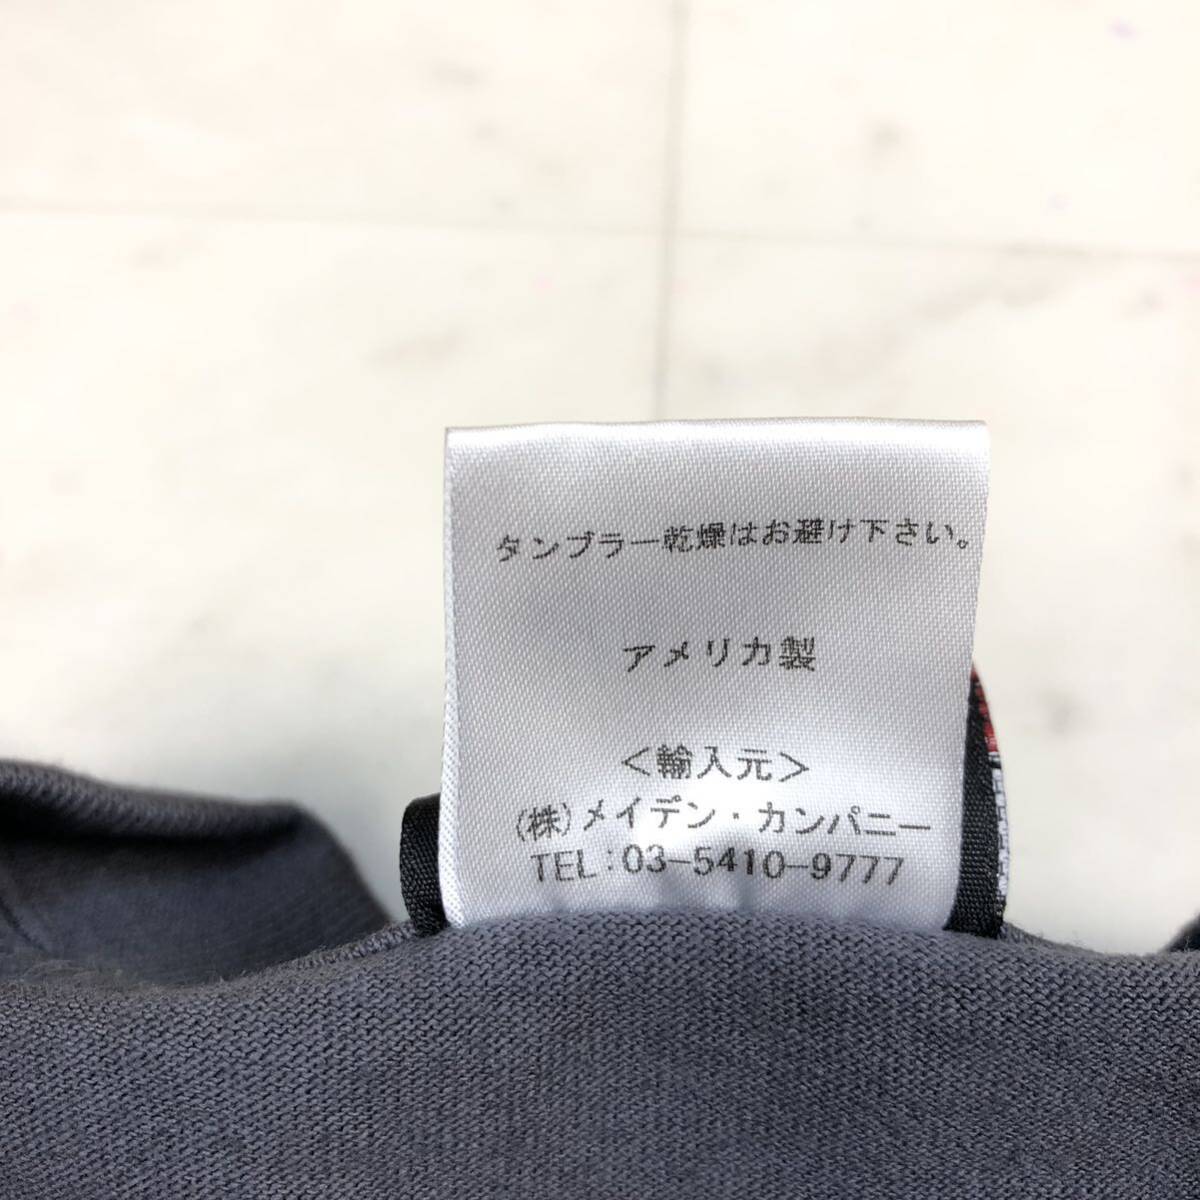 タンブラー乾燥はお避け下さい。
アメリカ製
<輸入元>
(株)メイデン・カンパニー
TEL:03-5410-9777